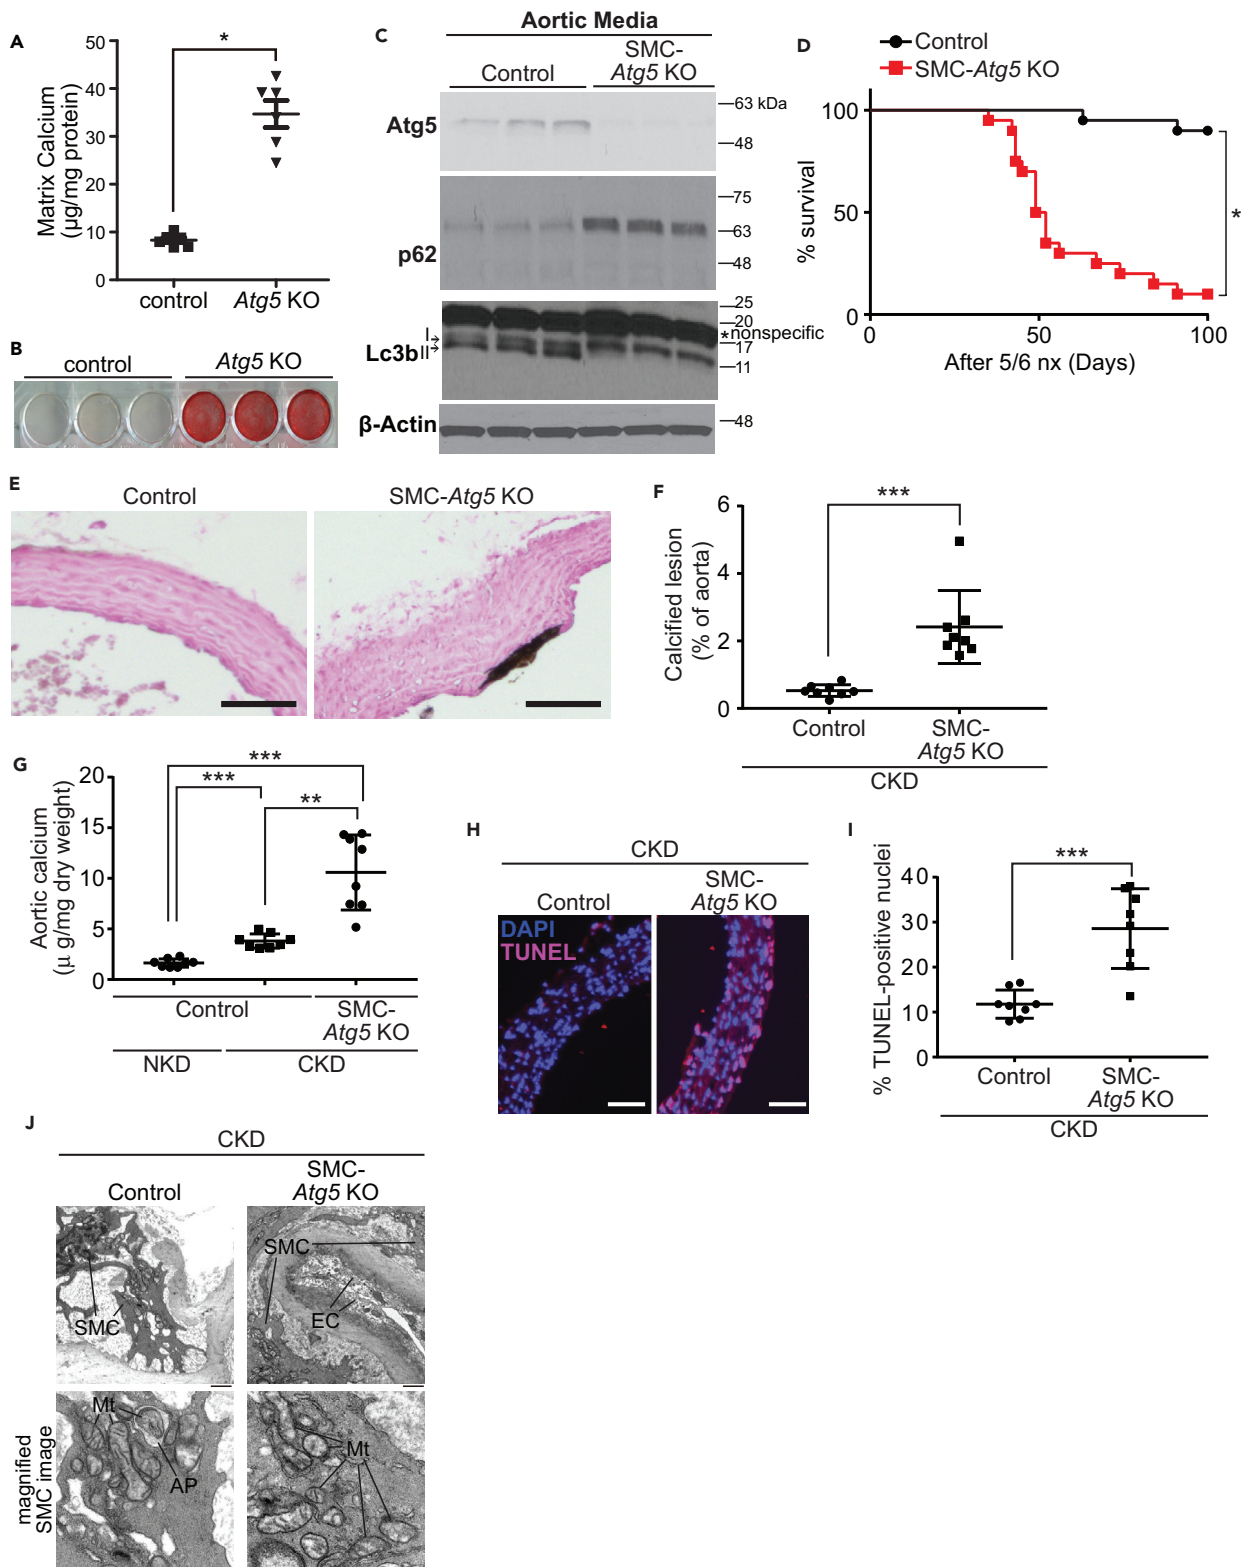 A
50
40
30
20
10
0
Matrix Calcium
(µg/mg protein)
*
control
Atg5 KO
B
control
Atg5 KO
C
Aortic Media
Control
SMC-
Atg5 KO
Atg5
63 kDa
48
p62
75
63
48
Lc3b
I
II
25
20
*nonspecific
17
11
β-Actin
48
D
Control
SMC-Atg5 KO
100
50
0
% survival
*
0
50
100
After 5/6 nx (Days)
E
Control
SMC-Atg5 KO
F
6
4
2
0
Calcified lesion
(% of aorta)
***
Control
SMC-
Atg5 KO
CKD
G
20
15
10
5
0
Aortic calcium
(µ g/mg dry weight)
***
***
**
Control
SMC-
Atg5 KO
NKD
CKD
H
CKD
Control
SMC-
Atg5 KO
DAPI
TUNEL
I
40
30
20
10
0
% TUNEL-positive nuclei
***
Control
SMC-
Atg5 KO
CKD
J
CKD
Control
SMC-
Atg5 KO
SMC
SMC
EC
magnified
SMC image
Mt
AP
Mt